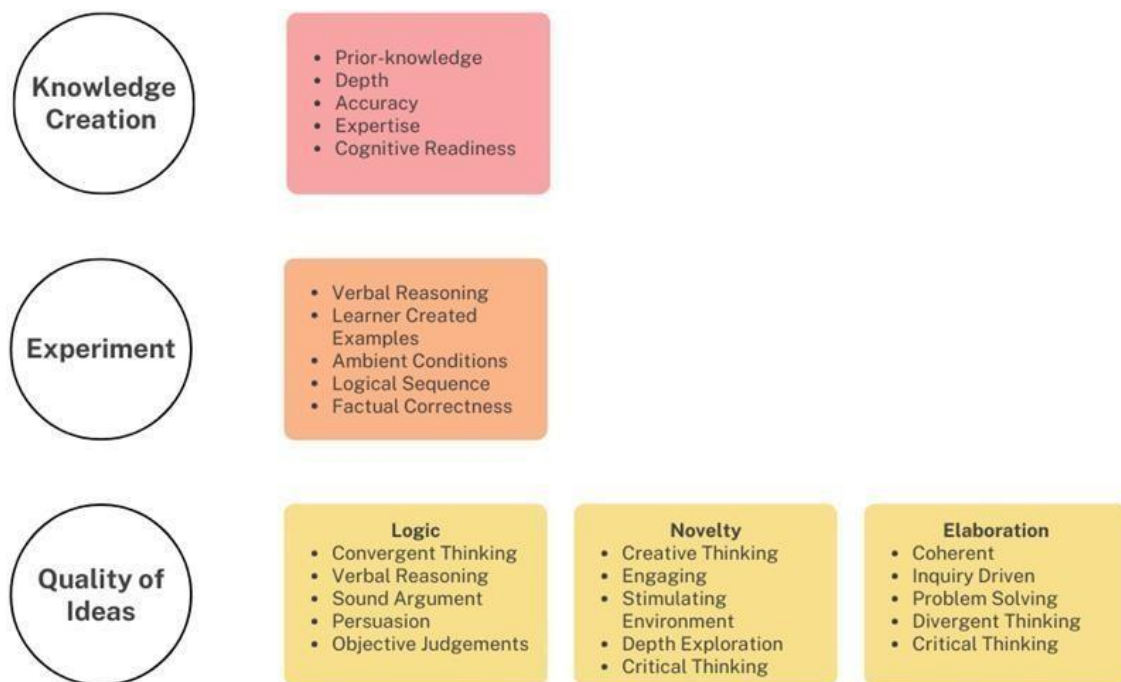 Knowledge
Creation
• Prior-knowledge
• Depth
• Accuracy
• Expertise
• Cognitive Readiness
Experiment
• Verbal Reasoning
• Learner Created
Examples
• Ambient Conditions
• Logical Sequence
• Factual Correctness
Quality of
Ideas
Logic
• Convergent Thinking
• Verbal Reasoning
• Sound Argument
• Persuasion
• Objective Judgements
Novelty
• Creative Thinking
• Engaging
• Stimulating
Environment
• Depth Exploration
• Critical Thinking
Elaboration
• Coherent
• Inquiry Driven
• Problem Solving
• Divergent Thinking
• Critical Thinking